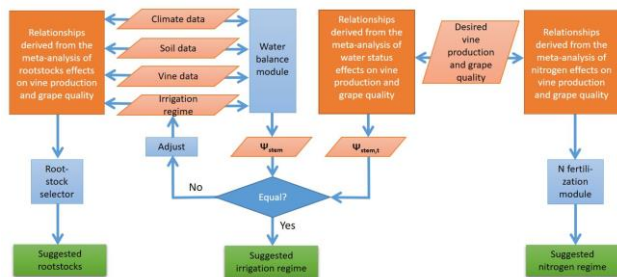 Relationships
derived from the
meta-analysis of
rootstocks effects
on vine production
and grape quality
Climate data
Soil data
Vine data
Irrigation
regime
Water
balance
module
Relationships
derived from the
meta-analysis
of water status
effects on vine
production and
grape quality
Desired
vine
production
and grape
quality
Relationships
derived from the
meta-analysis of
nitrogen effects on
vine production
and grape quality
Adjust
Ψstem
Ψstem,t
Root-
stock
selector
No
Equal?
Yes
N fertili-
zation
module
Suggested
rootstocks
Suggested
irrigation regime
Suggested
nitrogen regime